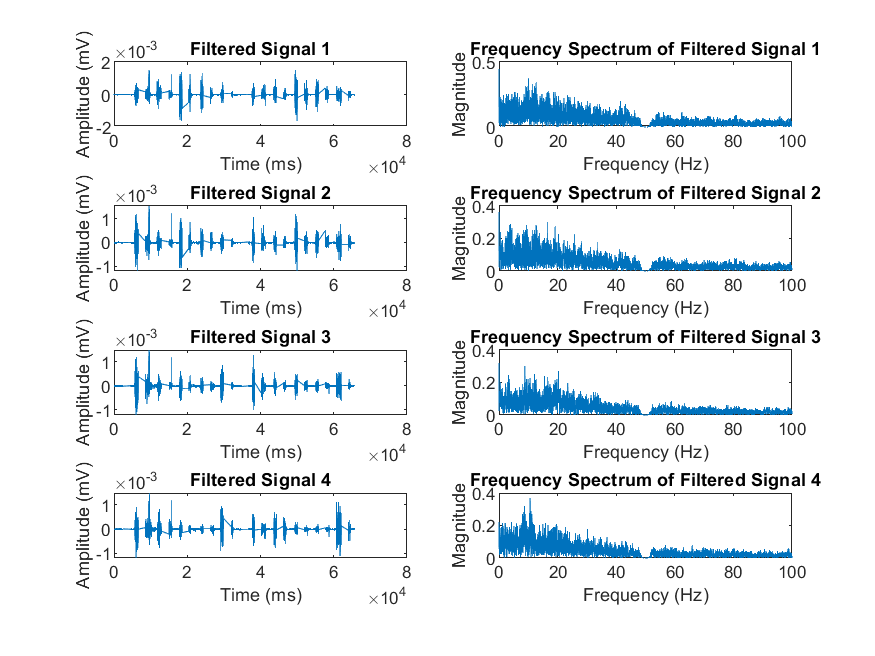 Filtered Signal 1
×10-3
Amplitude (mV)
2
0
-2
0 2 4 6 8
Time (ms)
×104
Frequency Spectrum of Filtered Signal 1
Magnitude
0.5
0
0 20 40 60 80 100
Frequency (Hz)
Filtered Signal 2
×10-3
Amplitude (mV)
1
0
-1
0 2 4 6 8
Time (ms)
×104
Frequency Spectrum of Filtered Signal 2
Magnitude
0.4
0.2
0
0 20 40 60 80 100
Frequency (Hz)
Filtered Signal 3
×10-3
Amplitude (mV)
1
0
-1
0 2 4 6 8
Time (ms)
×104
Frequency Spectrum of Filtered Signal 3
Magnitude
0.4
0.2
0
0 20 40 60 80 100
Frequency (Hz)
Filtered Signal 4
×10-3
Amplitude (mV)
1
0
-1
0 2 4 6 8
Time (ms)
×104
Frequency Spectrum of Filtered Signal 4
Magnitude
0.4
0.2
0
0 20 40 60 80 100
Frequency (Hz)